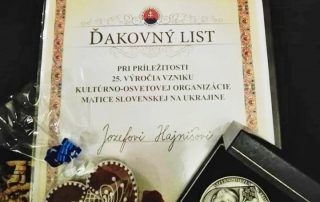 ĎAKOVNÝ LIST
PRI PRÍLEŽITOSTI
25. VÝROČIA VZNIKU
KULTÚRNO-OSVETOVEJ ORGANIZÁCIE
MATICE SLOVENSKEJ NA UKRAJINE
Jozefovi Hajnišovi